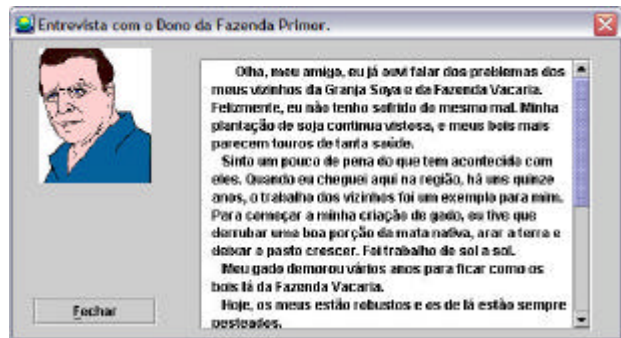 Entrevista com o Dono da Fazenda Primor.
Olha, meu amigo, eu já ouvi falar dos problemas dos
meus vizinhos da Granja Soya e da Fazenda Vacaria.
Felizmente, eu não tenho sofrido do mesmo mal. Minha
plantação de soja continua vistosa, e meus bois mais
parecem touros de tanta saúde.
Sinto um pouco de pena do que tem acontecido com
eles. Quando eu cheguei aqui na região, há uns quinze
anos, o trabalho dos vizinhos foi um exemplo para mim.
Para começar a minha criação de gado, eu tive que
derrubar uma boa porção da mata nativa, arar a terra e
deixar o pasto crescer. Foi trabalho de sol a sol.
Meu gado demorou vários anos para ficar como os
bois lá da Fazenda Vacaria.
Hoje, os meus estão robustos e os de lá estão sempre
pesteados.
Fechar